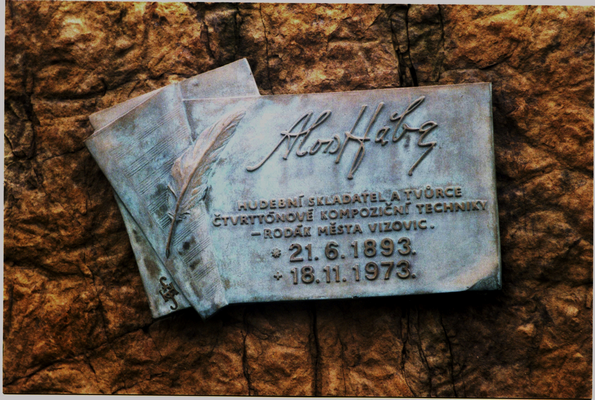 Alois Hába
HUDEBNÍ SKLADATEL A TVŮRCE
ČTVRTTÓNOVÉ KOMPOZIČNÍ TECHNIKY
– RODÁK MĚSTA VIZOVIC.
* 21.6.1893.
+ 18.11.1973.